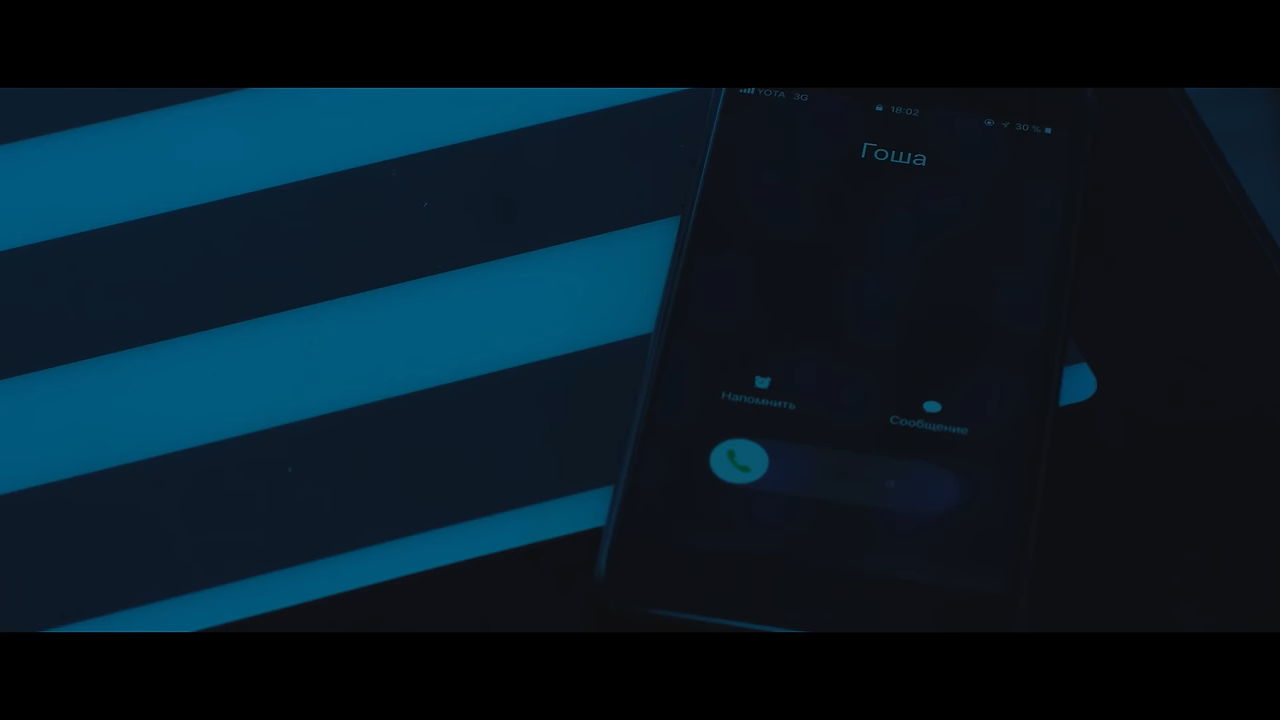 YOTA 3G
18:02
30 %
Гоша
Напомнить
Сообщение